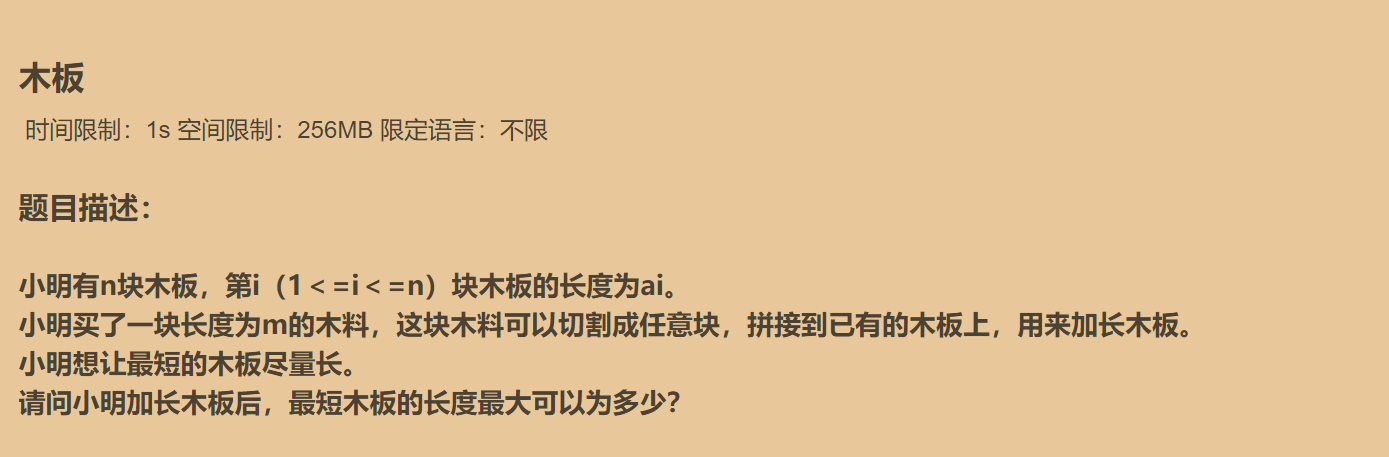 木板
时间限制：1s 空间限制：256MB 限定语言：不限
题目描述：
小明有n块木板，第i（1＜=i＜=n）块木板的长度为ai。
小明买了一块长度为m的木料，这块木料可以切割成任意块，拼接到已有的木板上，用来加长木板。
小明想让最短的木板尽量长。
请问小明加长木板后，最短木板的长度最大可以为多少？